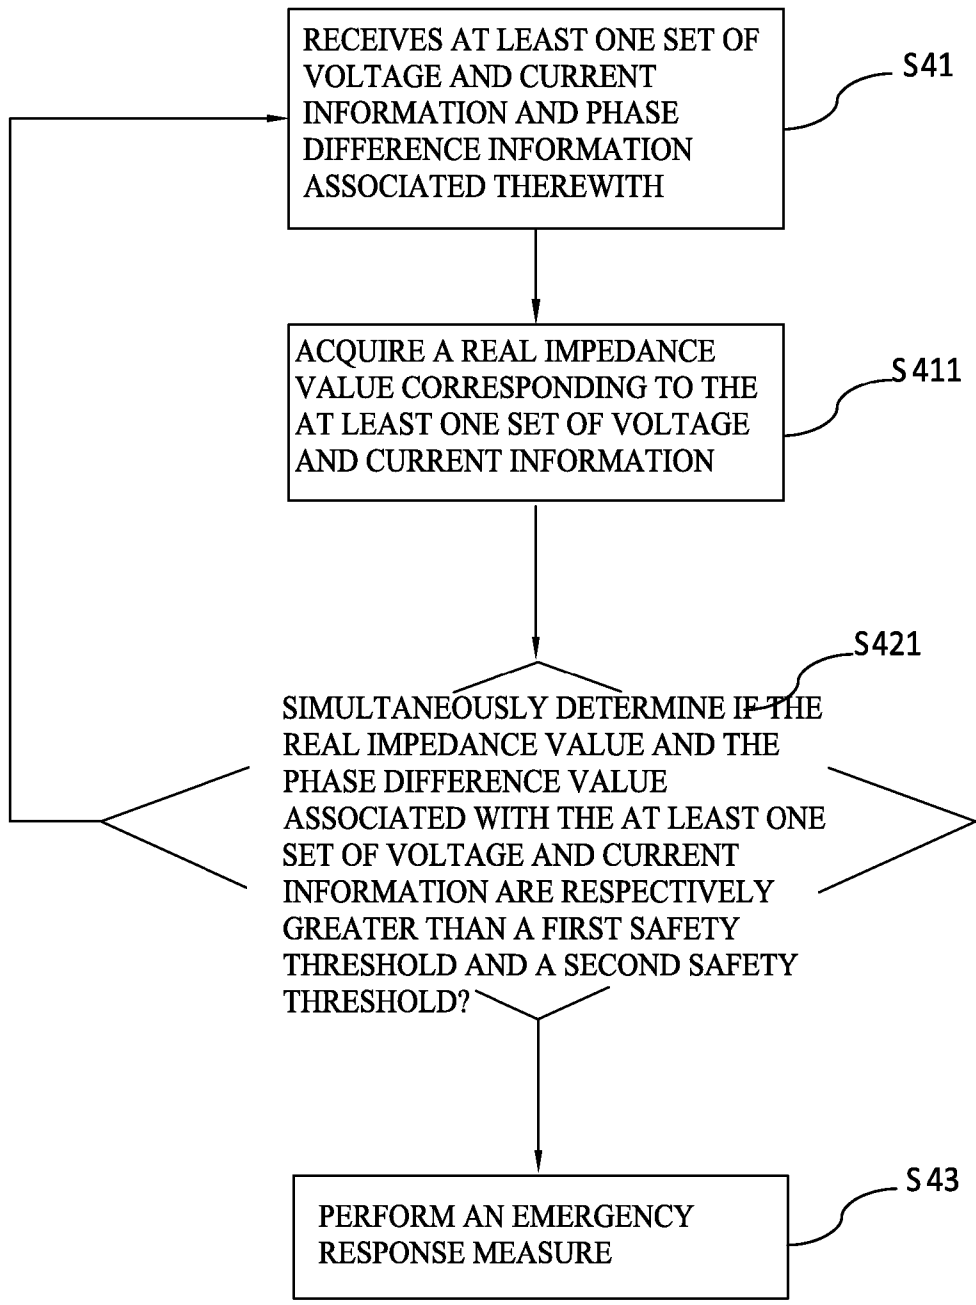 RECEIVES AT LEAST ONE SET OF
VOLTAGE AND CURRENT
INFORMATION AND PHASE
DIFFERENCE INFORMATION
ASSOCIATED THEREWITH
S41
ACQUIRE A REAL IMPEDANCE
VALUE CORRESPONDING TO THE
AT LEAST ONE SET OF VOLTAGE
AND CURRENT INFORMATION
S411
S421
SIMULTANEOUSLY DETERMINE IF THE
REAL IMPEDANCE VALUE AND THE
PHASE DIFFERENCE VALUE
ASSOCIATED WITH THE AT LEAST ONE
SET OF VOLTAGE AND CURRENT
INFORMATION ARE RESPECTIVELY
GREATER THAN A FIRST SAFETY
THRESHOLD AND A SECOND SAFETY
THRESHOLD?
S43
PERFORM AN EMERGENCY
RESPONSE MEASURE